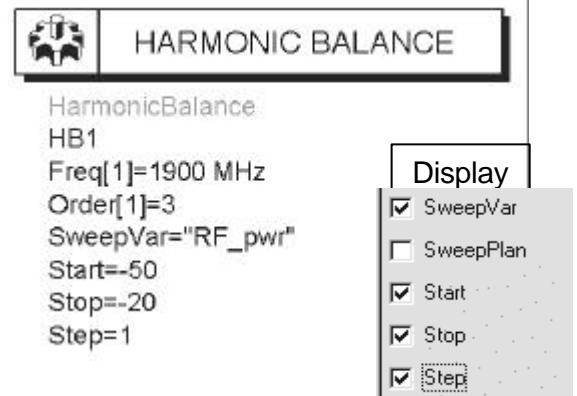 HARMONIC BALANCE
HarmonicBalance
HB1
Freq[1]=1900 MHz
Order[1]=3
SweepVar="RF_pwr"
Start=-50
Stop=-20
Step=1
Display
SweepVar
SweepPlan
Start
Stop
Step